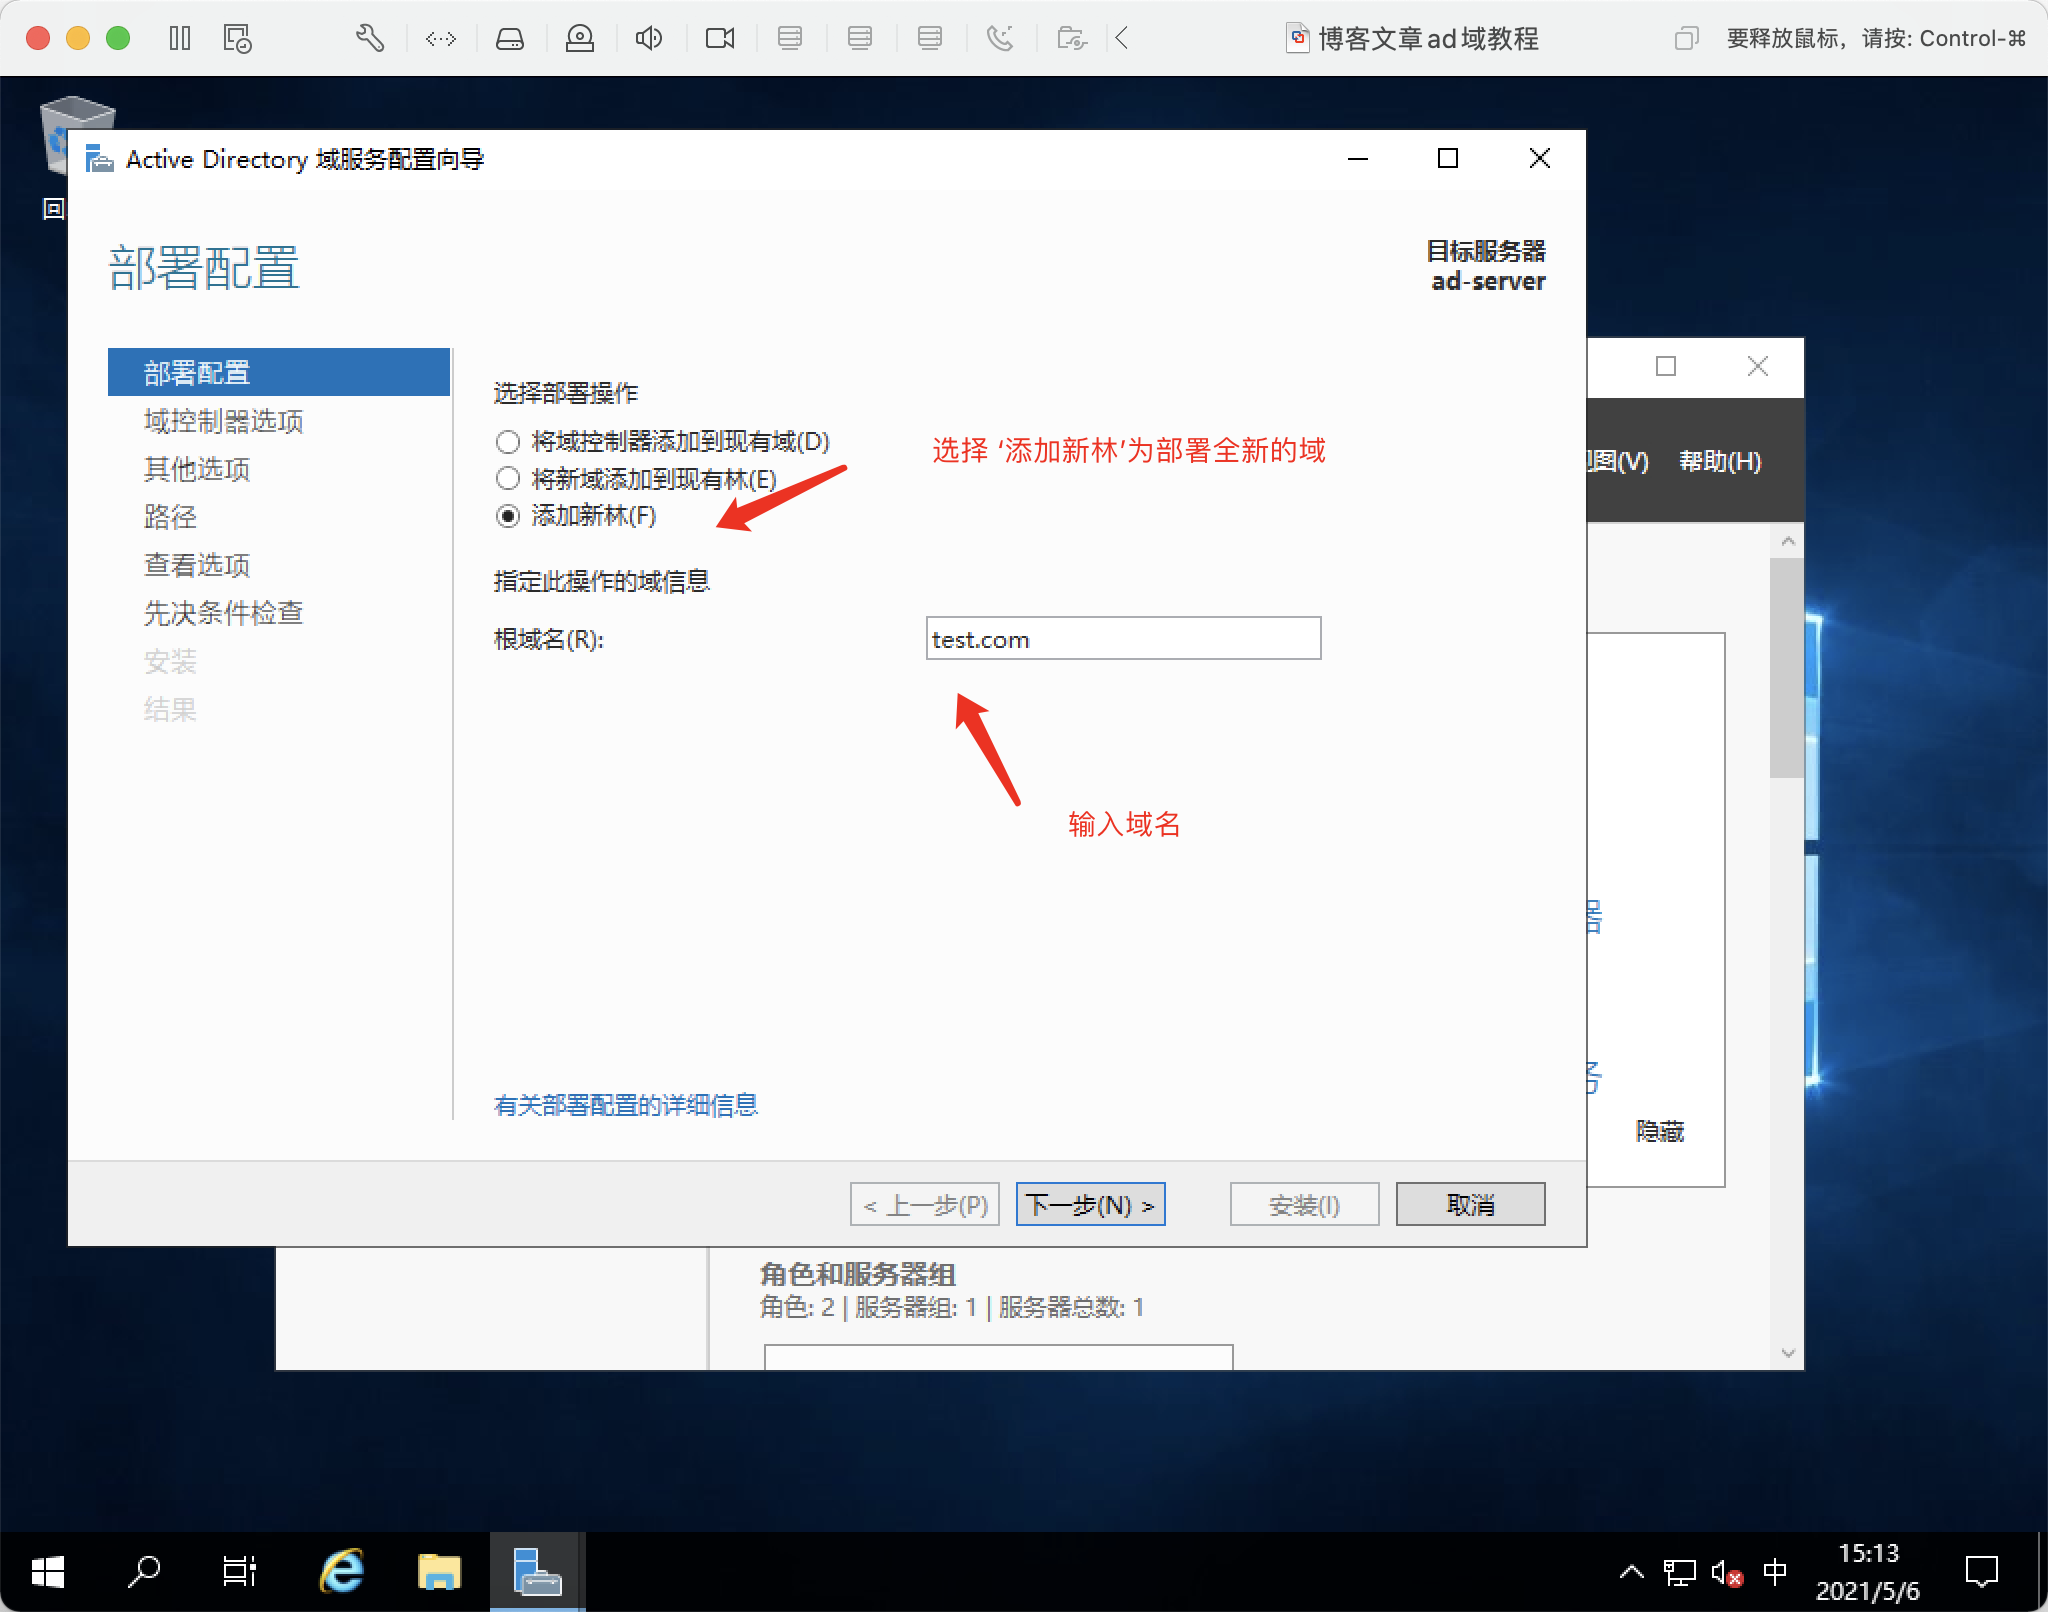 博客文章ad域教程
要释放鼠标，请按: Control-⌘
回
Active Directory 域服务配置向导
部署配置
目标服务器
ad-server
部署配置
域控制器选项
其他选项
路径
查看选项
先决条件检查
安装
结果
选择部署操作
将域控制器添加到现有域(D)
将新域添加到现有林(E)
添加新林(F)
选择 ‘添加新林’为部署全新的域
指定此操作的域信息
根域名(R):
test.com
输入域名
有关部署配置的详细信息
< 上一步(P)
下一步(N) >
安装(I)
取消
图(V)
帮助(H)
器
务
隐藏
角色和服务器组
角色: 2 | 服务器组: 1 | 服务器总数: 1
中
15:13
2021/5/6